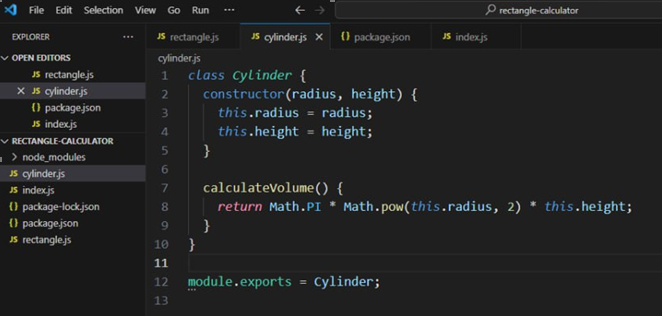 File Edit Selection View Go Run ··· rectangle-calculator
EXPLORER ···
OPEN EDITORS
JS rectangle.js
JS cylinder.js
{ } package.json
JS index.js
RECTANGLE-CALCULATOR
node_modules
JS cylinder.js
JS index.js
{ } package-lock.json
{ } package.json
JS rectangle.js
JS rectangle.js JS cylinder.js { } package.json JS index.js
cylinder.js
1 class Cylinder {
2 constructor(radius, height) {
3 this.radius = radius;
4 this.height = height;
5 }
6
7 calculateVolume() {
8 return Math.PI * Math.pow(this.radius, 2) * this.height;
9 }
10 }
11
12 module.exports = Cylinder;
13